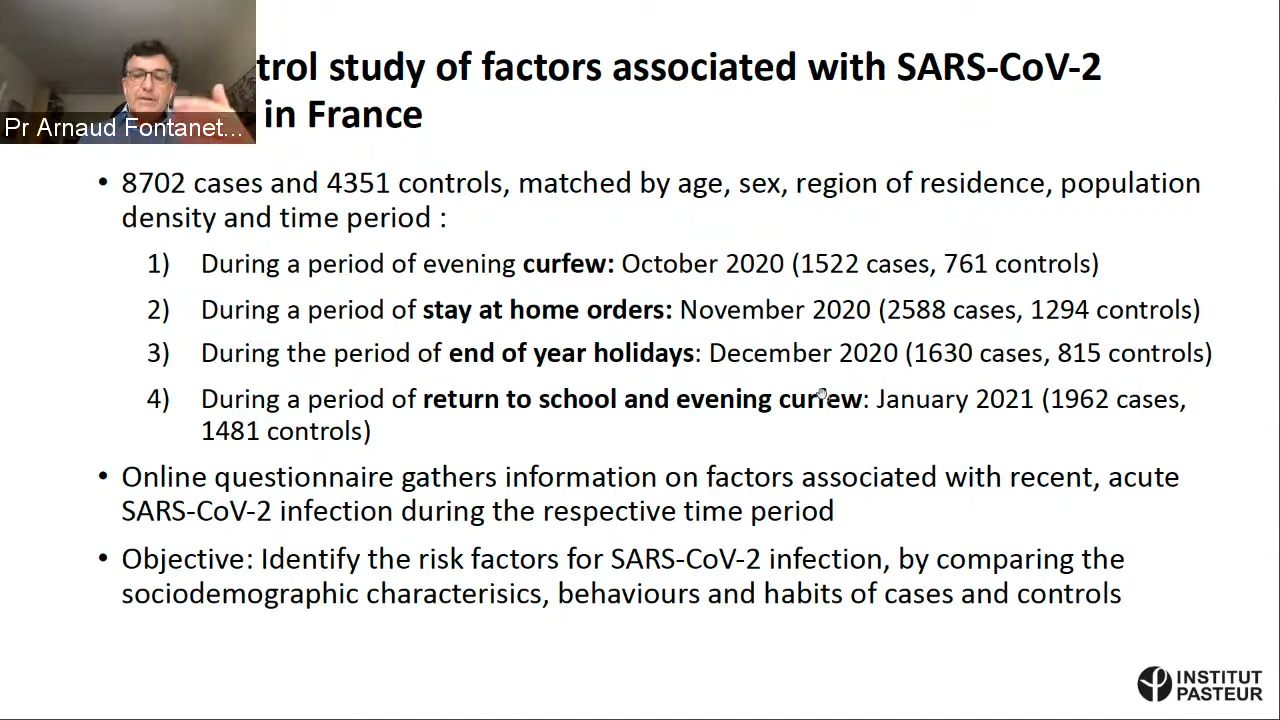 trol study of factors associated with SARS-CoV-2
in France
Pr Arnaud Fontanet...
• 8702 cases and 4351 controls, matched by age, sex, region of residence, population
density and time period :
1) During a period of evening curfew: October 2020 (1522 cases, 761 controls)
2) During a period of stay at home orders: November 2020 (2588 cases, 1294 controls)
3) During the period of end of year holidays: December 2020 (1630 cases, 815 controls)
4) During a period of return to school and evening curfew: January 2021 (1962 cases,
1481 controls)
• Online questionnaire gathers information on factors associated with recent, acute
SARS-CoV-2 infection during the respective time period
• Objective: Identify the risk factors for SARS-CoV-2 infection, by comparing the
sociodemographic characterisics, behaviours and habits of cases and controls
INSTITUT
PASTEUR